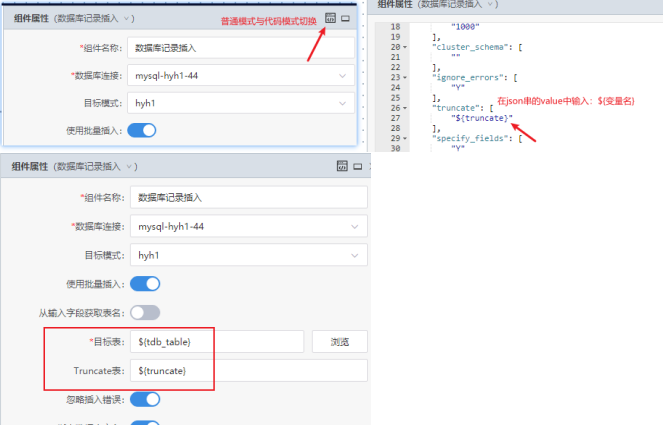 组件属性（数据库记录插入 ）
普通模式与代码模式切换
*组件名称： 数据库记录插入
*数据库连接： mysql-hyh1-44
目标模式： hyh1
使用批量插入：
组件属性（数据库记录插入 ）
18 "1000"
19 ],
20 "cluster_schema": [
21 ""
22 ],
23 "ignore_errors": [
24 "Y"
25 ],
26 "truncate": [
27 "${truncate}"
28 ],
29 "specify_fields": [
30 "Y"
在json串的value中输入：${变量名}
组件属性（数据库记录插入 ）
*组件名称： 数据库记录插入
*数据库连接： mysql-hyh1-44
目标模式： hyh1
使用批量插入：
从输入字段获取表名：
*目标表： ${tdb_table} 浏览
Truncate表： ${truncate}
忽略插入错误：